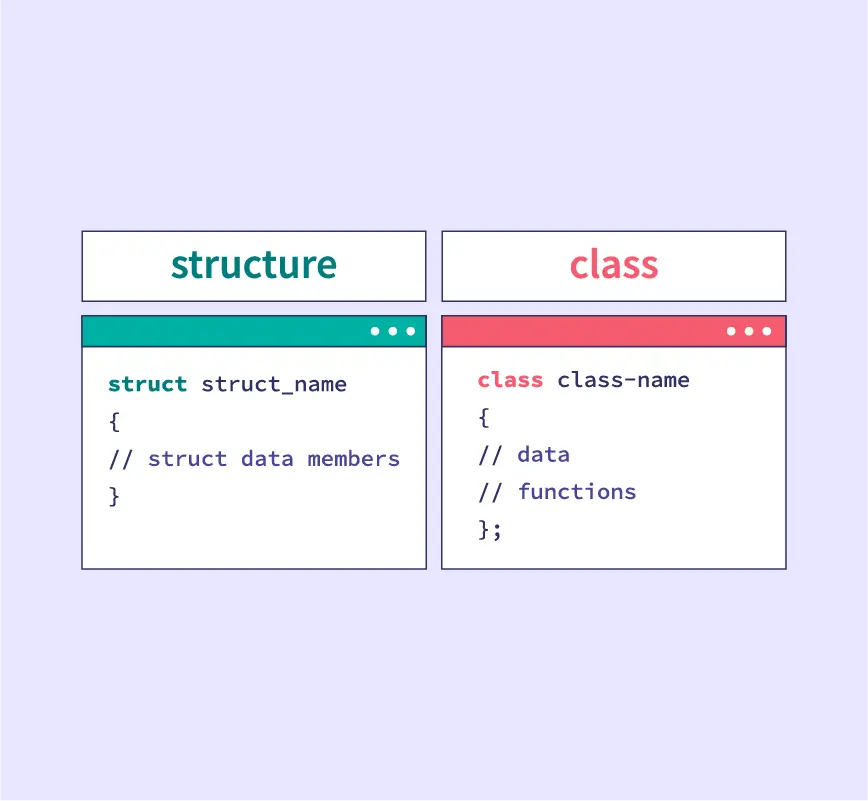 structure
struct struct_name
{
// struct data members
}
class
class class-name
{
// data
// functions
};